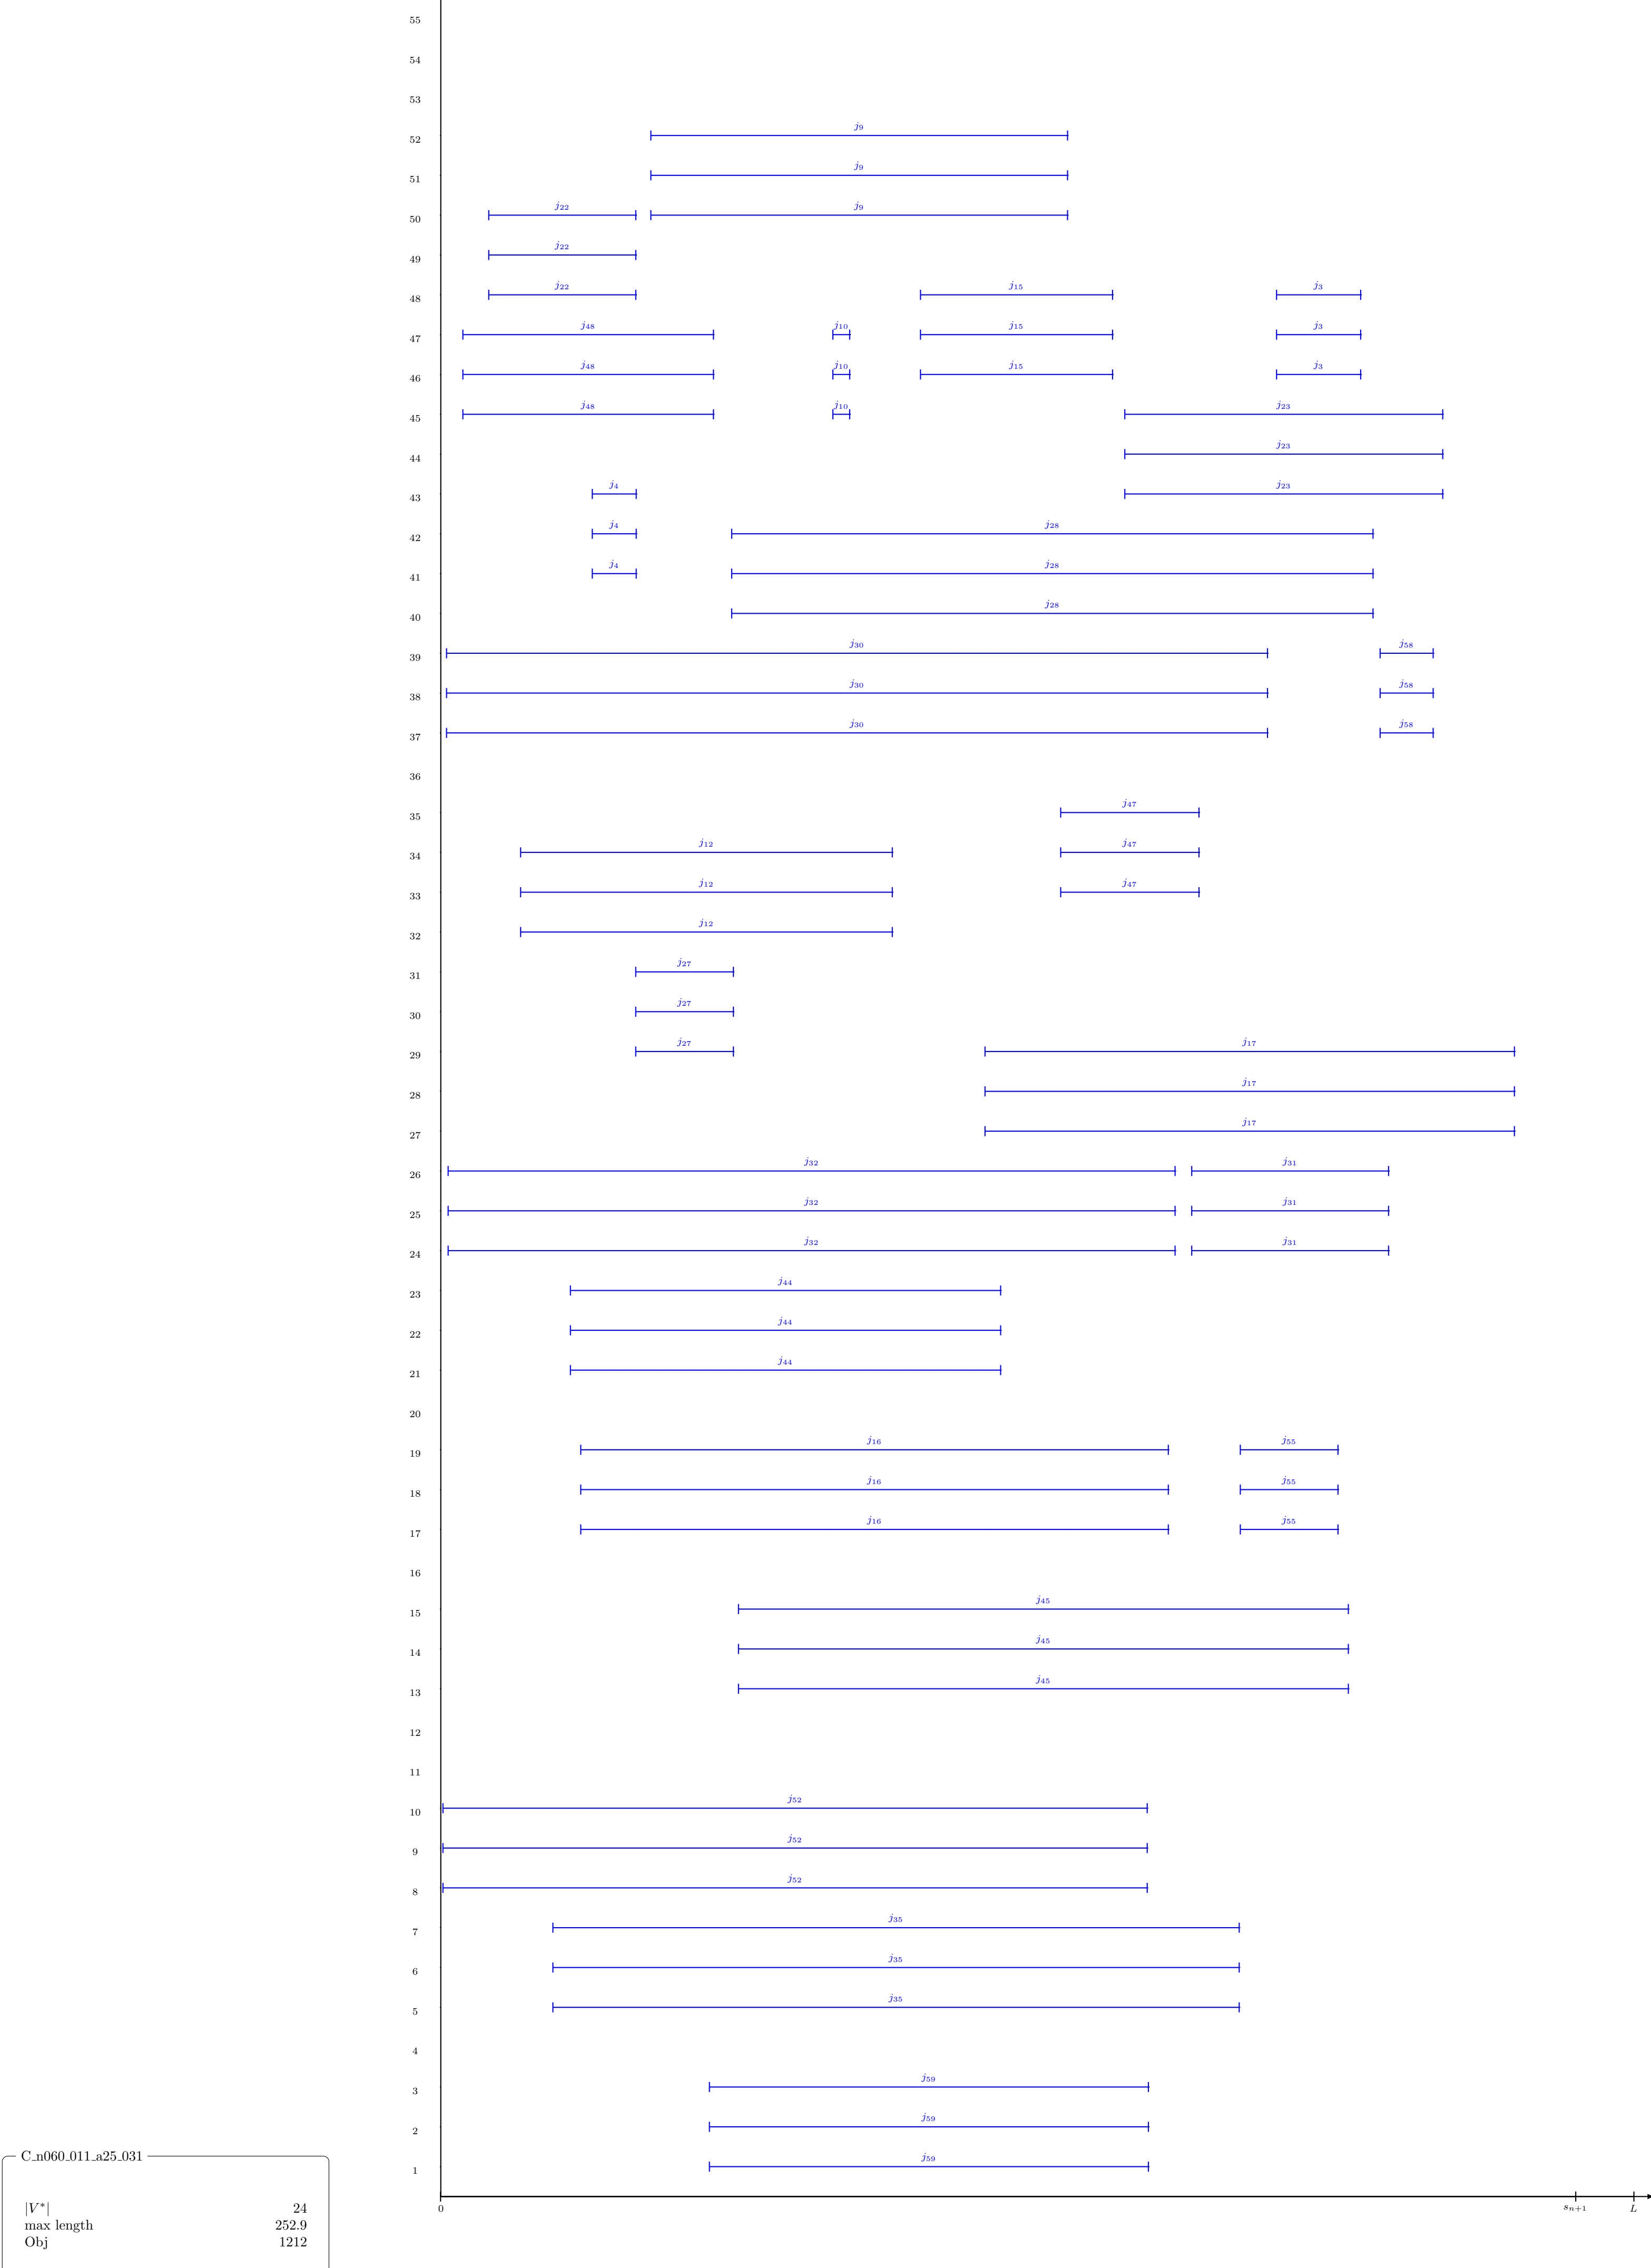 55
54
53
j9
52
j9
51
j22 j9
50
j22
49
j22 j15 j3
48
j48 j10 j15 j3
47
j48 j10 j15 j3
46
j48 j10 j23
45
j23
44
j4 j23
43
j4 j28
42
j4 j28
41
j28
40
j30 j58
39
j30 j58
38
j30 j58
37
36
j47
35
j12 j47
34
j12 j47
33
j12
32
j27
31
j27
30
j27 j17
29
j17
28
j17
27
j32 j31
26
j32 j31
25
j32 j31
24
j44
23
j44
22
j44
21
20
j16 j55
19
j16 j55
18
j16 j55
17
16
j45
15
j45
14
j45
13
12
11
j52
10
j52
9
j52
8
j35
7
j35
6
j35
5
4
j59
3
j59
2
j59
1
0 sn+1 L
C_n060_011_a25_031
|V*| 24
max length 252.9
Obj 1212